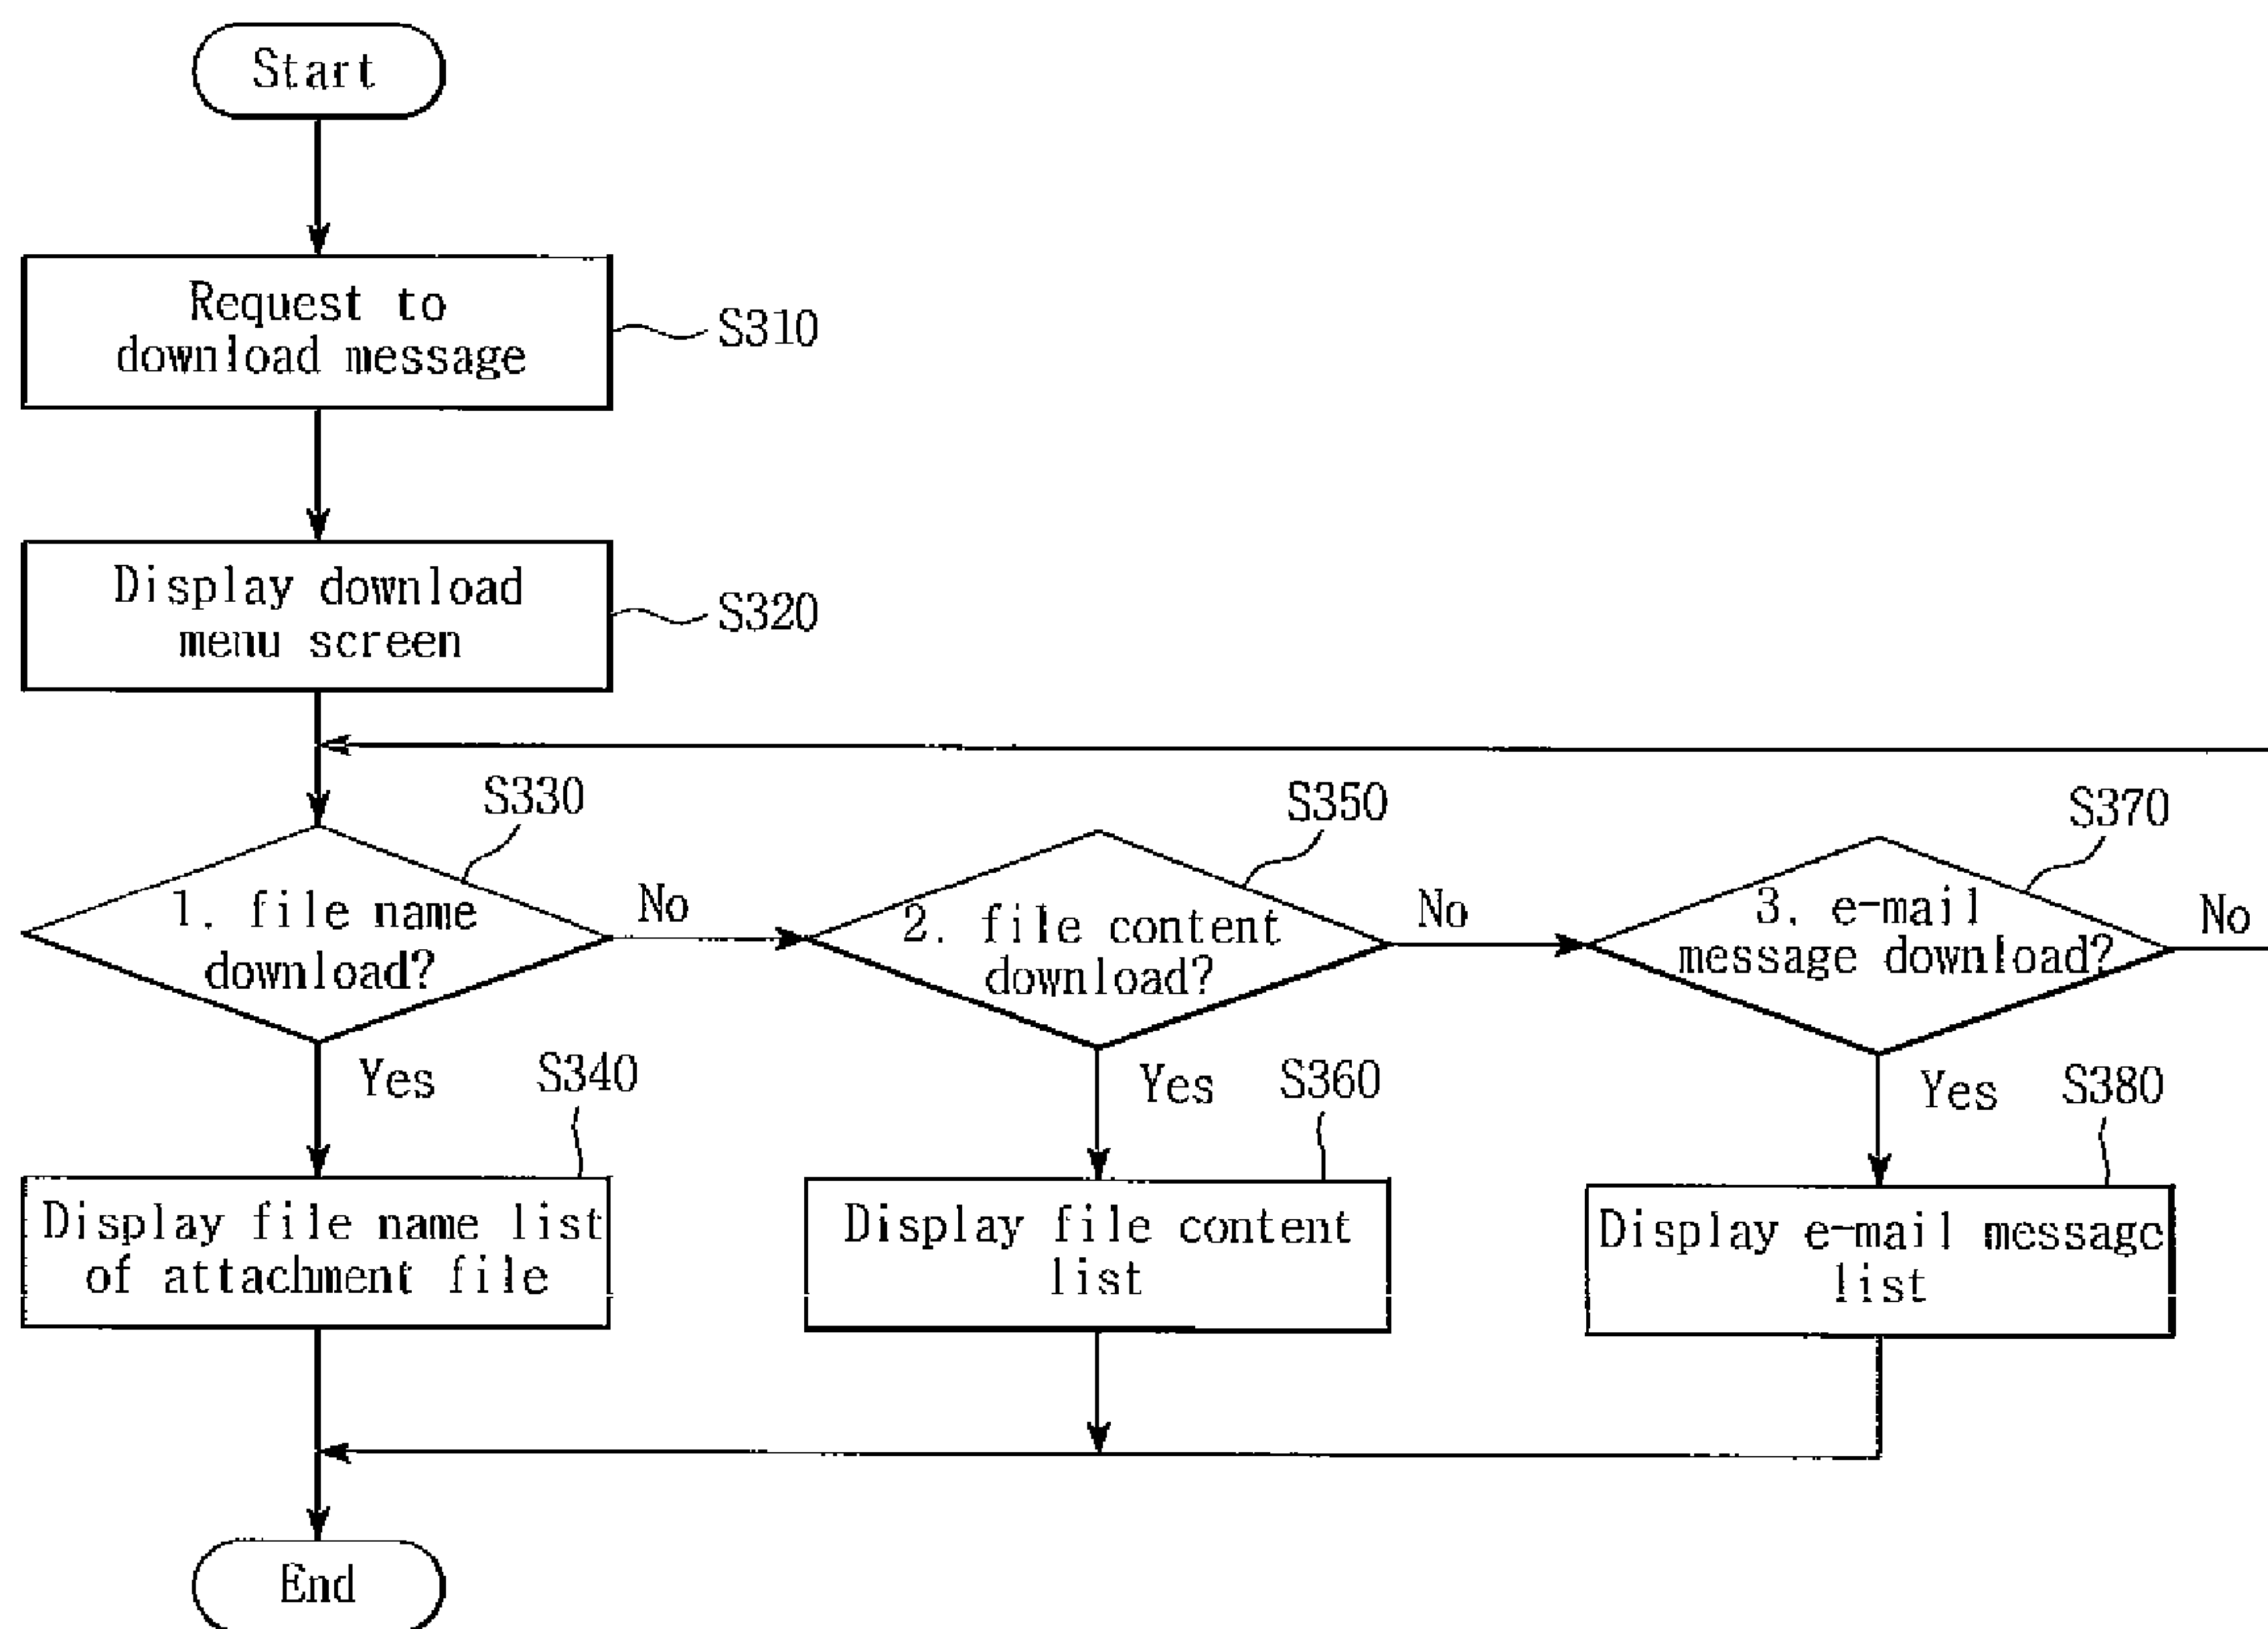 Start
Request to
download message
S310
Display download
menu screen
S320
S330
S350
S370
1. file name
download?
No
2. file content
download?
No
3. e-mail
message download?
No
Yes
S340
Yes
S360
Yes
S380
Display file name list
of attachment file
Display file content
list
Display e-mail message
list
End